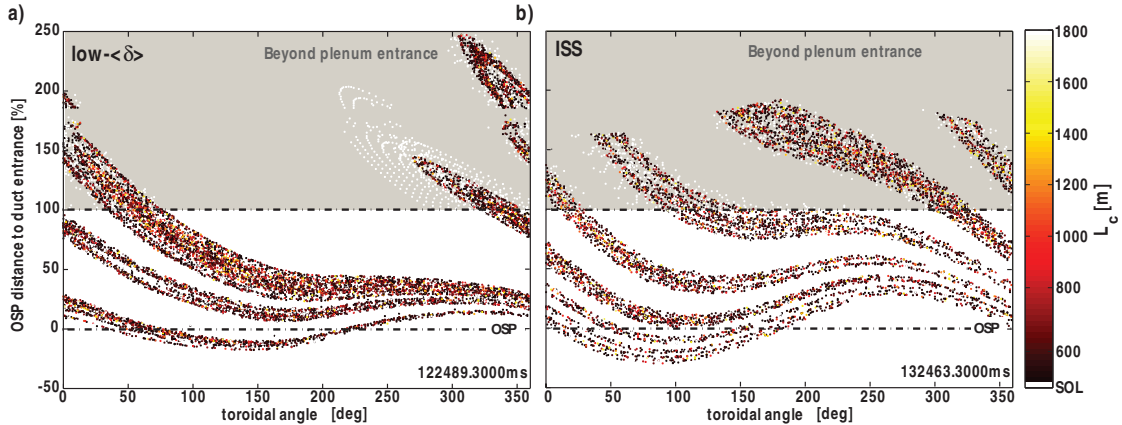 a)
low-<δ>
Beyond plenum entrance
OSP distance to duct entrance [%]
250
200
150
100
50
0
-50
OSP
122489.3000ms
0 50 100 150 200 250 300 350
toroidal angle [deg]
b)
ISS
Beyond plenum entrance
OSP
132463.3000ms
0 50 100 150 200 250 300 350
toroidal angle [deg]
1800
1600
1400
1200
1000
800
600
SOL
L_c [m]